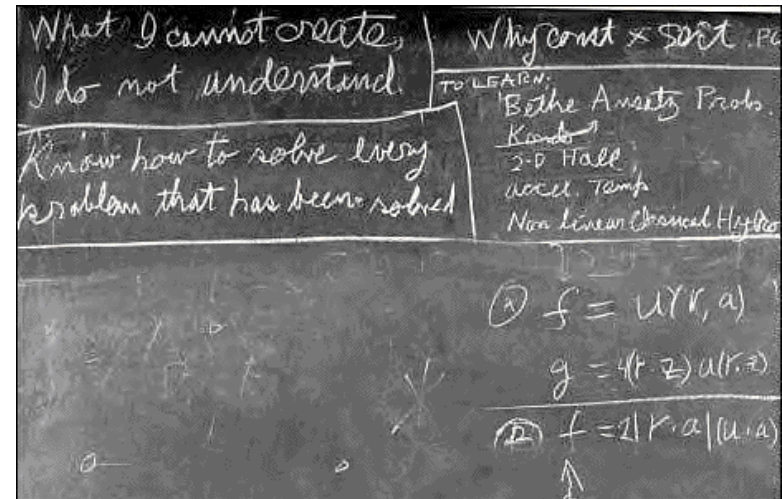 What I cannot create,
I do not understand.
Know how to solve every
problem that has been solved
Why const × sort . PG
TO LEARN:
Bethe Ansatz Probs.
Kondo
2-D Hall
accel. Temp
Non linear Classical Hydro
f = u(r, a)
g = 4(r·z) u(r·z)
f = 2|r·a|(u·a)